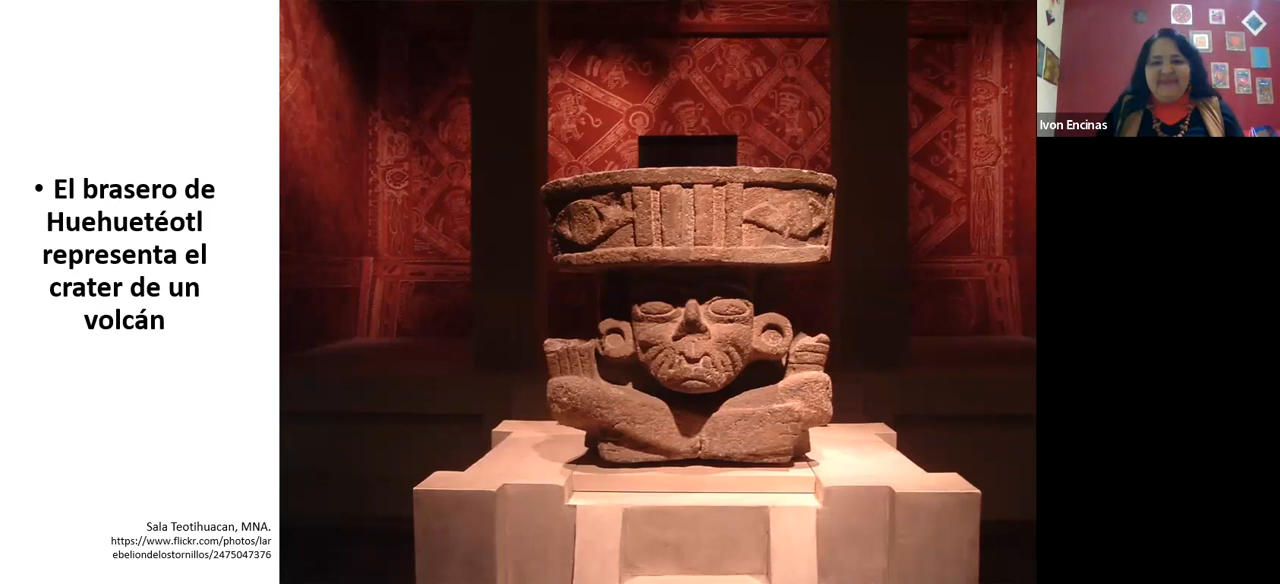 • El brasero de
Huehuetéotl
representa el
crater de un
volcán
Sala Teotihuacan, MNA.
https://www.flickr.com/photos/lar
ebeliondelostornillos/2475047376
Ivon Encinas